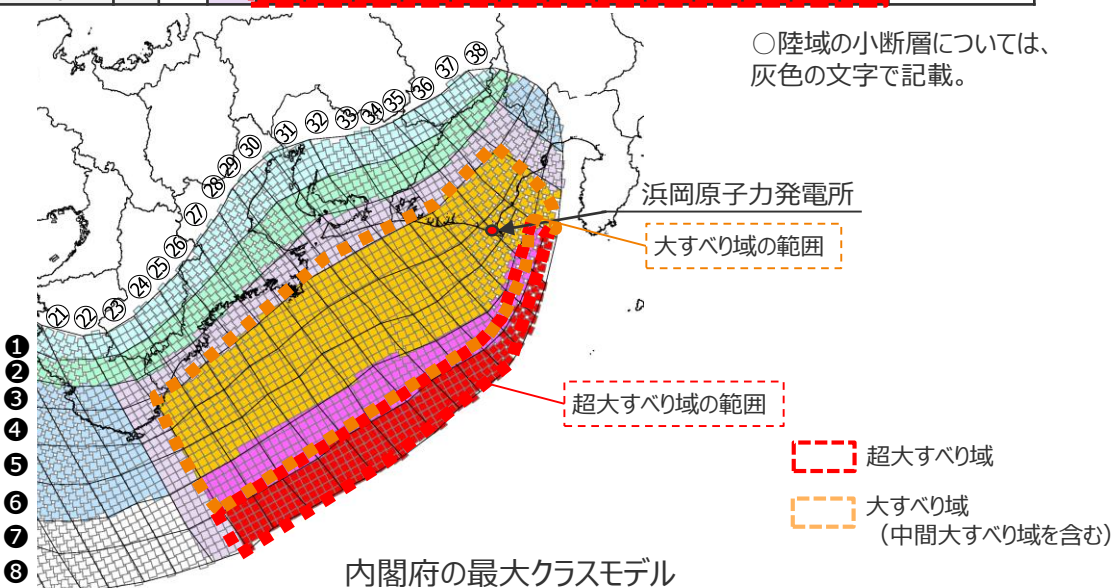 ○陸域の小断層については、
灰色の文字で記載。
㊳
㊲
㊱
㉟
㉞
㉝
㉜
㉛
㉚
㉙
㉘
㉗
㉖
㉕
㉔
㉓
㉒
㉑
浜岡原子力発電所
大すべり域の範囲
❶
❷
❸
❹
❺
❻
❼
❽
超大すべり域の範囲
超大すべり域
大すべり域
（中間大すべり域を含む）
内閣府の最大クラスモデル